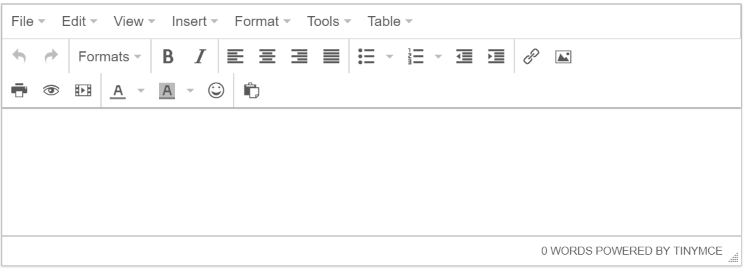 File Edit View Insert Format Tools Table
Formats B I
A A
0 WORDS POWERED BY TINYMCE